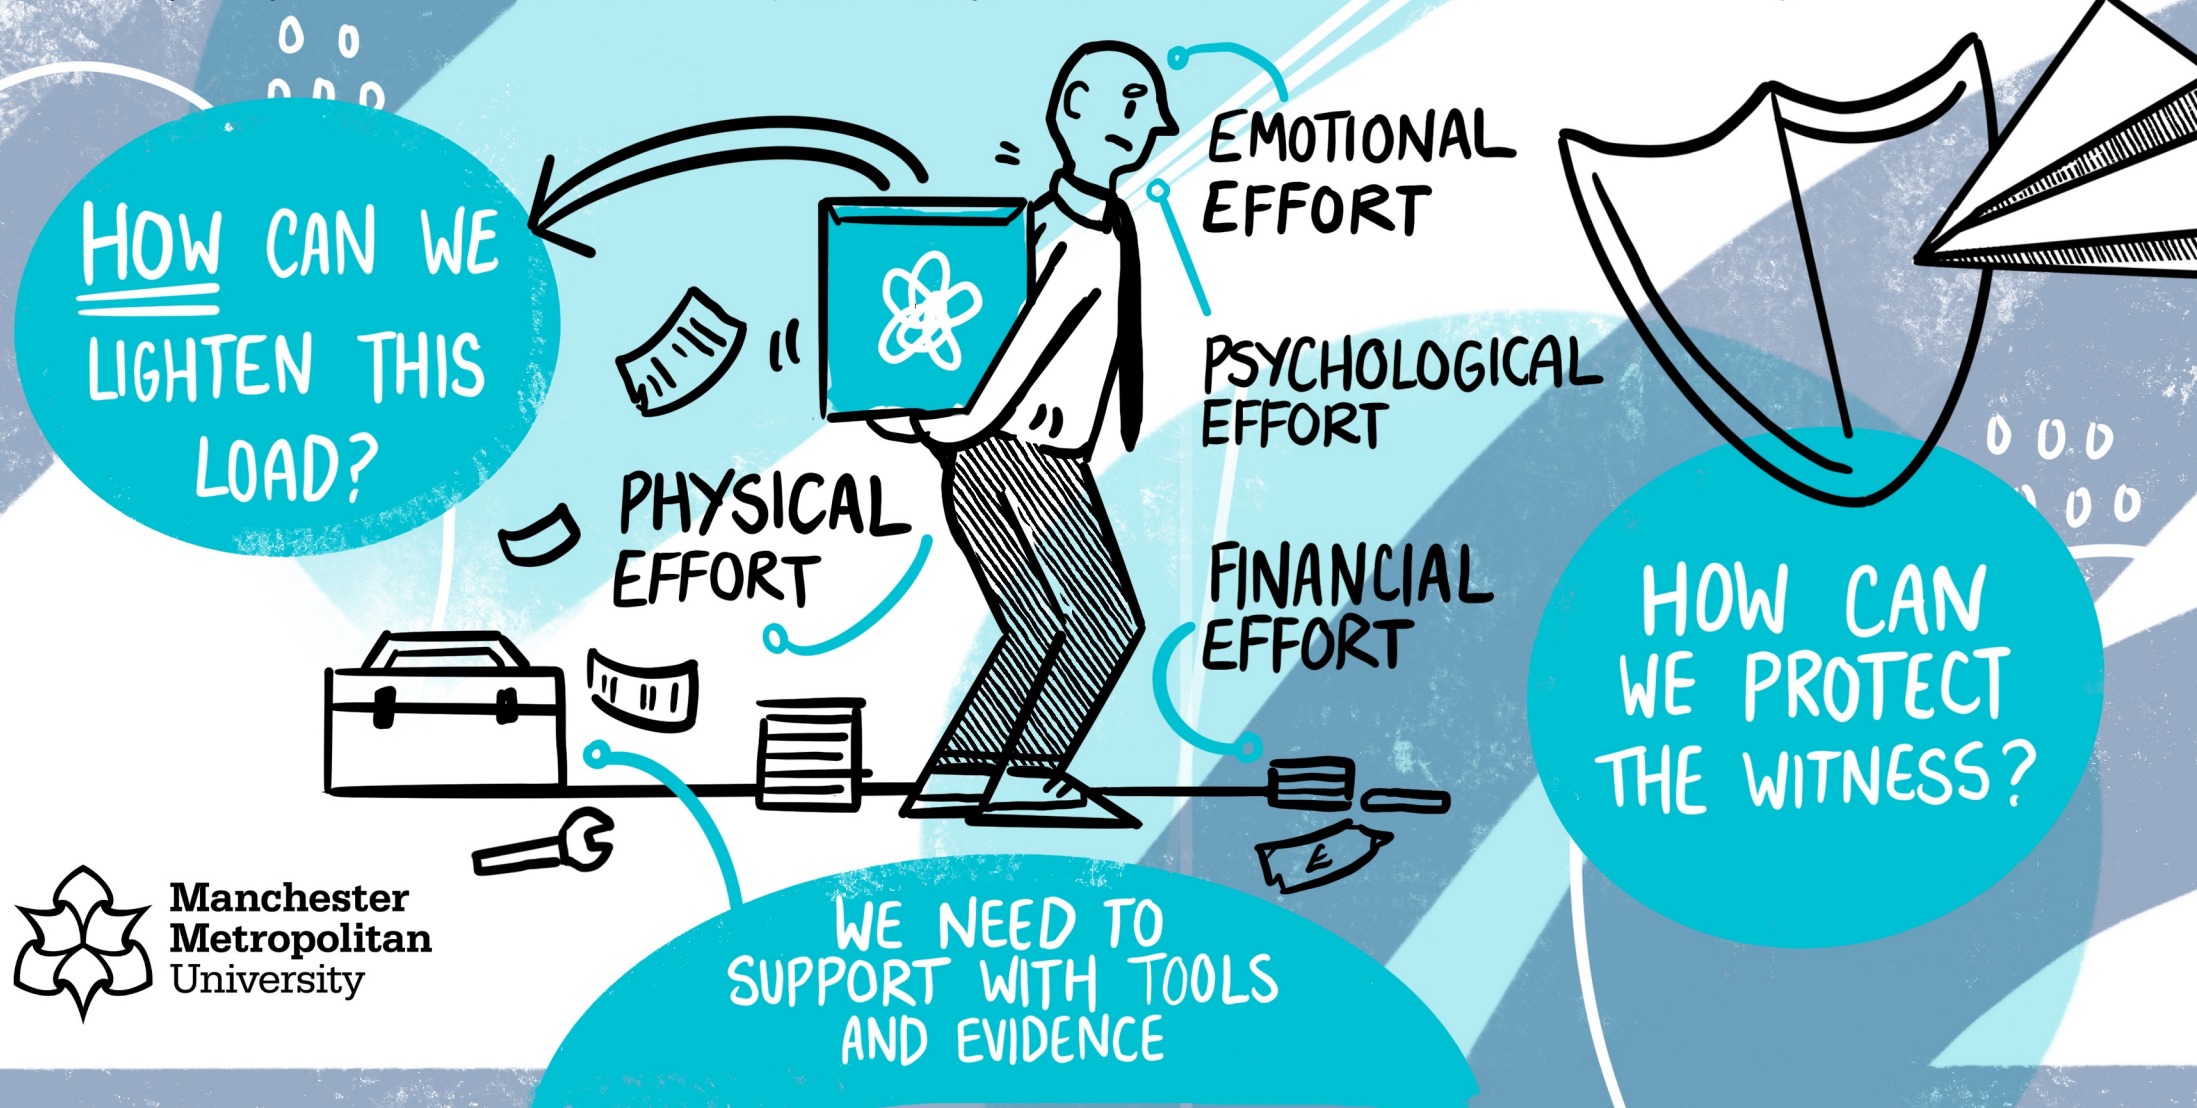 HOW CAN WE
LIGHTEN THIS
LOAD?
EMOTIONAL
EFFORT
PSYCHOLOGICAL
EFFORT
PHYSICAL
EFFORT
FINANCIAL
EFFORT
£
HOW CAN
WE PROTECT
THE WITNESS?
WE NEED TO
SUPPORT WITH TOOLS
AND EVIDENCE
Manchester
Metropolitan
University